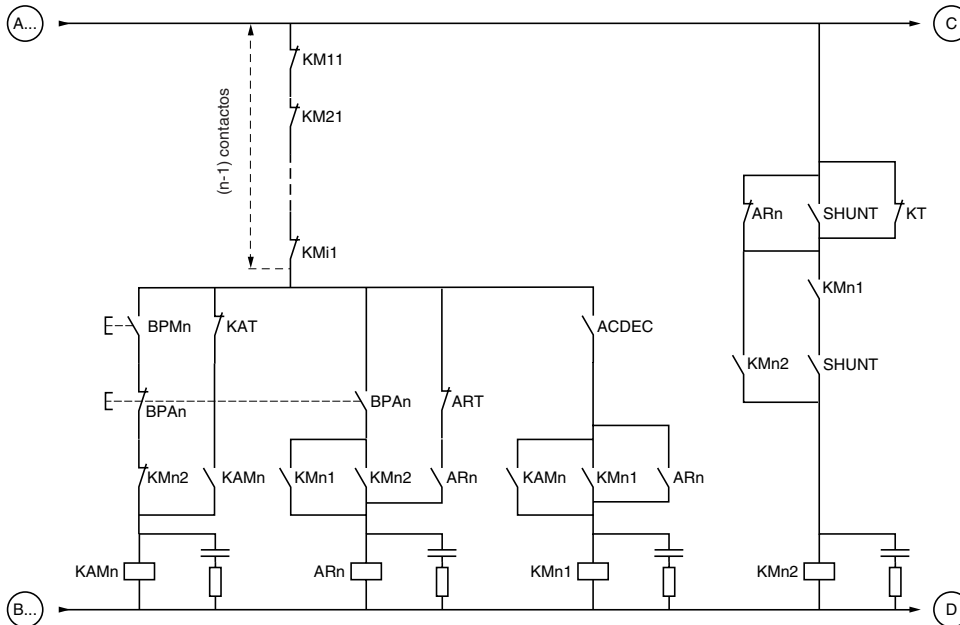 A... C
KM11
KM21
(n-1) contactos
ARn SHUNT KT
KMi1
KMn1
BPMn KAT ACDEC
KMn2 SHUNT
BPAn BPAn ART
KMn2 KAMn KMn1 KMn2 ARn KAMn KMn1 ARn
KAMn ARn KMn1 KMn2
B... D